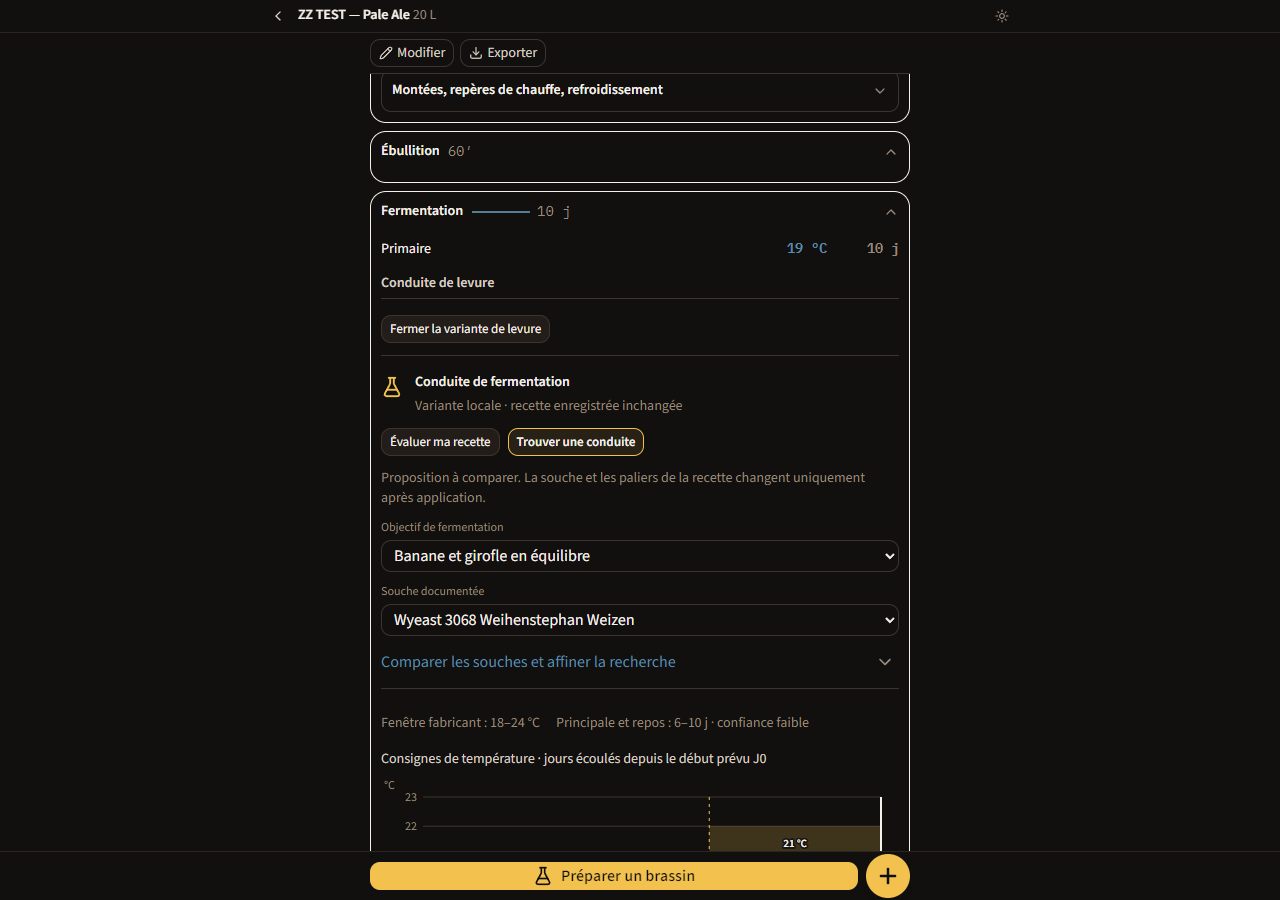 ZZ TEST — Pale Ale 20 L
Modifier
Exporter
Montées, repères de chauffe, refroidissement
Ébullition 60′
Fermentation 10 j
Primaire 19 °C 10 j
Conduite de levure
Fermer la variante de levure
Conduite de fermentation
Variante locale · recette enregistrée inchangée
Évaluer ma recette
Trouver une conduite
Proposition à comparer. La souche et les paliers de la recette changent uniquement
après application.
Objectif de fermentation
Banane et girofle en équilibre
Souche documentée
Wyeast 3068 Weihenstephan Weizen
Comparer les souches et affiner la recherche
Fenêtre fabricant : 18–24 °C Principale et repos : 6–10 j · confiance faible
Consignes de température · jours écoulés depuis le début prévu J0
°C
23
22
21 °C
Préparer un brassin